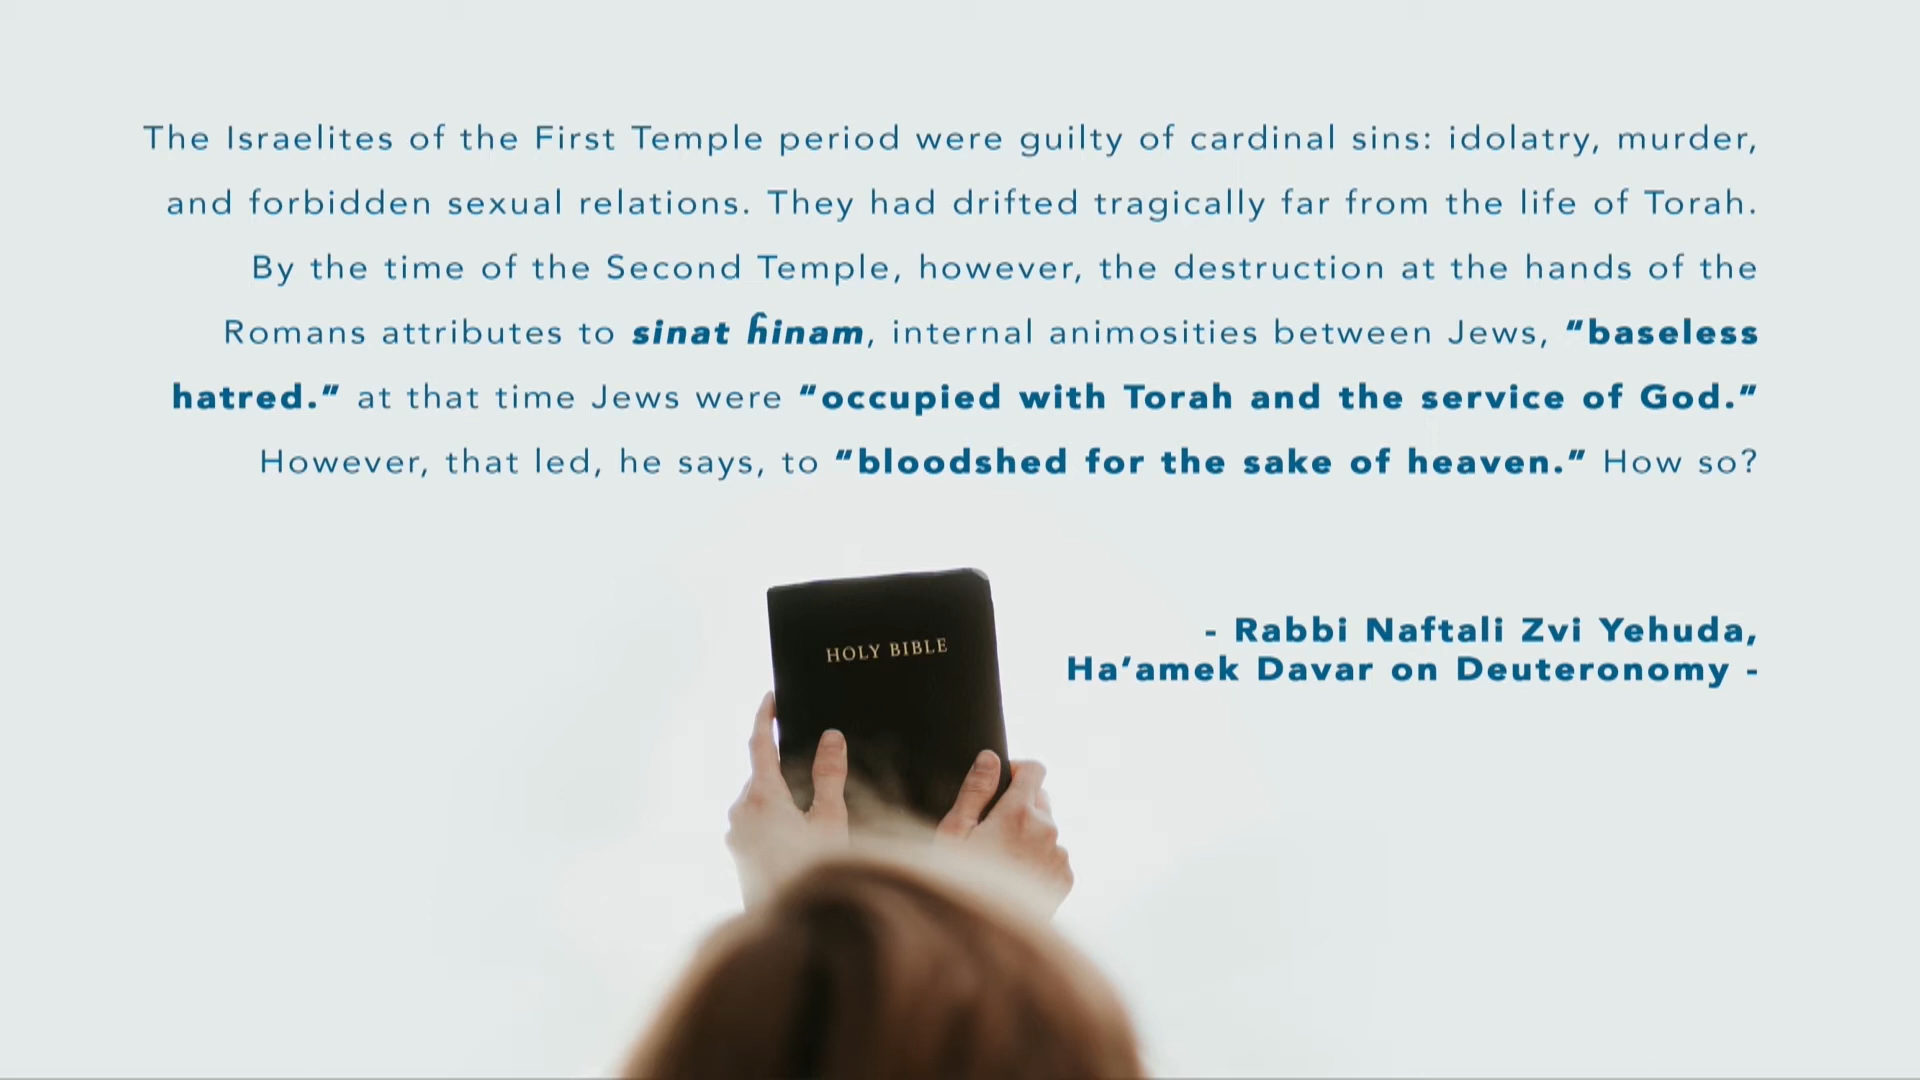 The Israelites of the First Temple period were guilty of cardinal sins: idolatry, murder,
and forbidden sexual relations. They had drifted tragically far from the life of Torah.
By the time of the Second Temple, however, the destruction at the hands of the
Romans attributes to sinat ɦinam, internal animosities between Jews, “baseless
hatred.” at that time Jews were “occupied with Torah and the service of God.”
However, that led, he says, to “bloodshed for the sake of heaven.” How so?
HOLY BIBLE
- Rabbi Naftali Zvi Yehuda,
Ha’amek Davar on Deuteronomy -